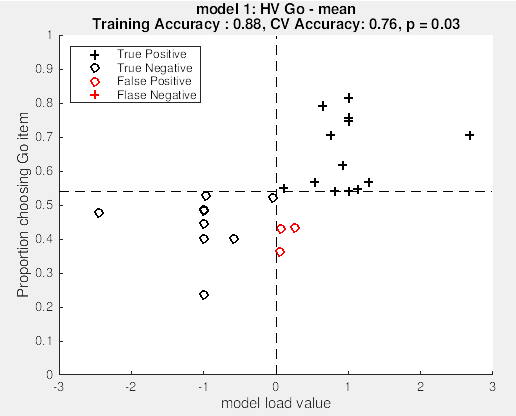 model 1: HV Go - mean
Training Accuracy : 0.88, CV Accuracy: 0.76, p = 0.03
True Positive
True Negative
False Positive
Flase Negative
Proportion choosing Go item
1
0.9
0.8
0.7
0.6
0.5
0.4
0.3
0.2
0.1
0
-3
-2
-1
0
1
2
3
model load value